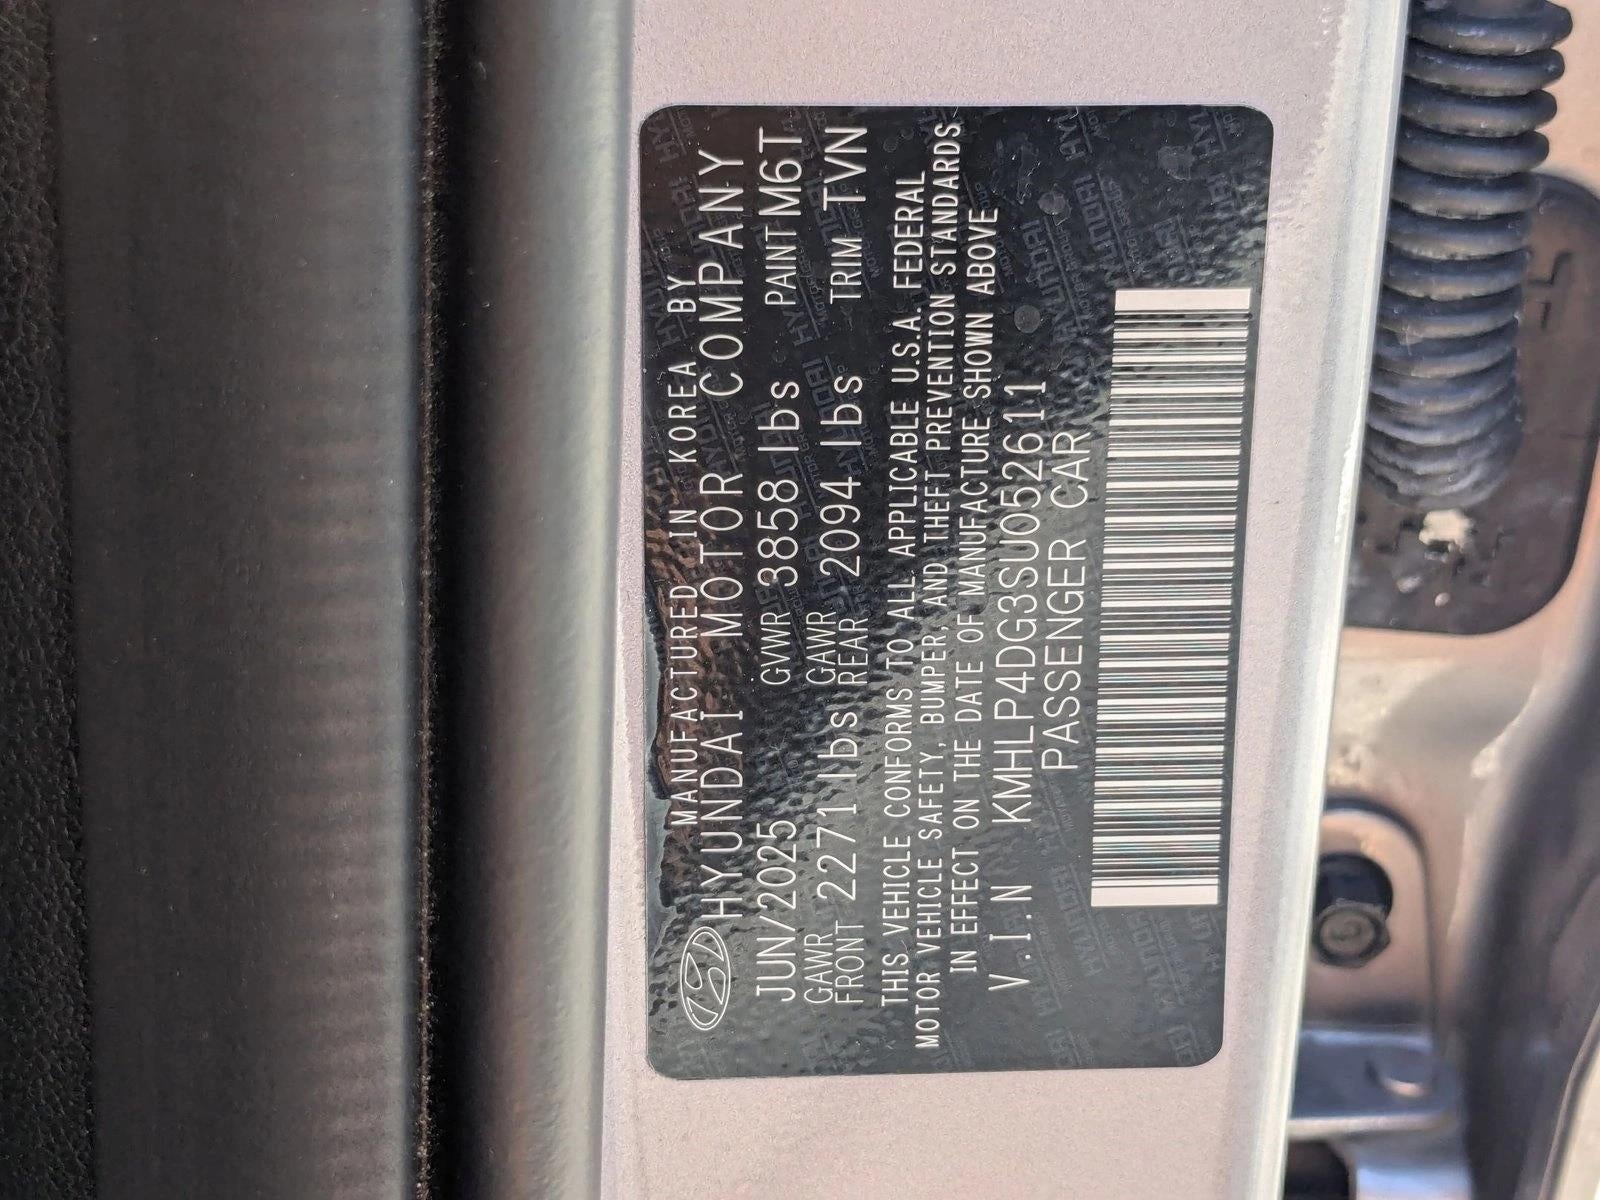 MANUFACTURED IN KOREA BY
HYUNDAI MOTOR COMPANY
JUN/2025 GVWR 3858 lbs PAINT M6T
GAWR FRONT 2271 lbs GAWR REAR 2094 lbs TRIM TVN
THIS VEHICLE CONFORMS TO ALL APPLICABLE U.S.A. FEDERAL
MOTOR VEHICLE SAFETY, BUMPER, AND THEFT PREVENTION STANDARDS
IN EFFECT ON THE DATE OF MANUFACTURE SHOWN ABOVE
V.I.N KMHLP4DG3SU052611
PASSENGER CAR